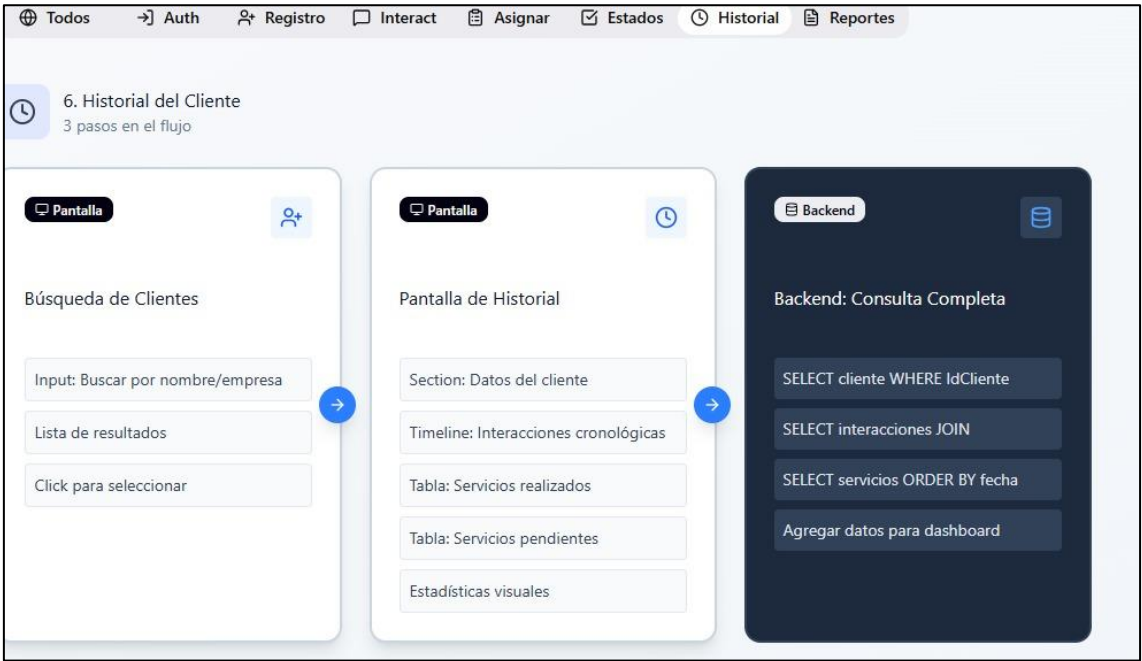 Todos
Auth
Registro
Interact
Asignar
Estados
Historial
Reportes
6. Historial del Cliente
3 pasos en el flujo
Pantalla
Búsqueda de Clientes
Input: Buscar por nombre/empresa
Lista de resultados
Click para seleccionar
Pantalla
Pantalla de Historial
Section: Datos del cliente
Timeline: Interacciones cronológicas
Tabla: Servicios realizados
Tabla: Servicios pendientes
Estadísticas visuales
Backend
Backend: Consulta Completa
SELECT cliente WHERE IdCliente
SELECT interacciones JOIN
SELECT servicios ORDER BY fecha
Agregar datos para dashboard